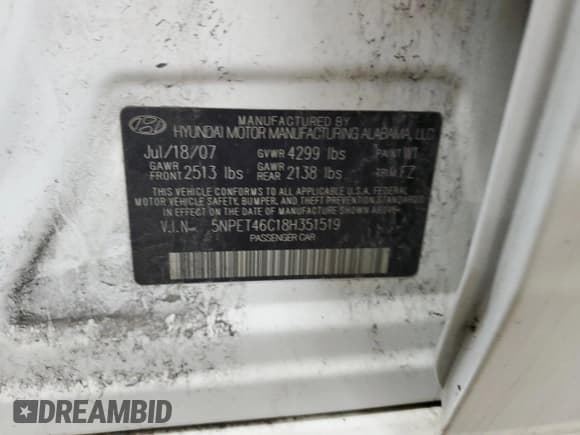 MANUFACTURED BY
HYUNDAI MOTOR MANUFACTURING ALABAMA, LLC
Jul/18/07 GVWR 4299 lbs PAINT WT
GAWR FRONT 2513 lbs GAWR REAR 2138 lbs TRIM FZ
THIS VEHICLE CONFORMS TO ALL APPLICABLE U.S.A. FEDERAL
MOTOR VEHICLE SAFETY, BUMPER, AND THEFT PREVENTION STANDARDS
IN EFFECT ON THE DATE OF MANUFACTURE SHOWN ABOVE.
V.I.N 5NPET46C18H351519
PASSENGER CAR
DREAMBID